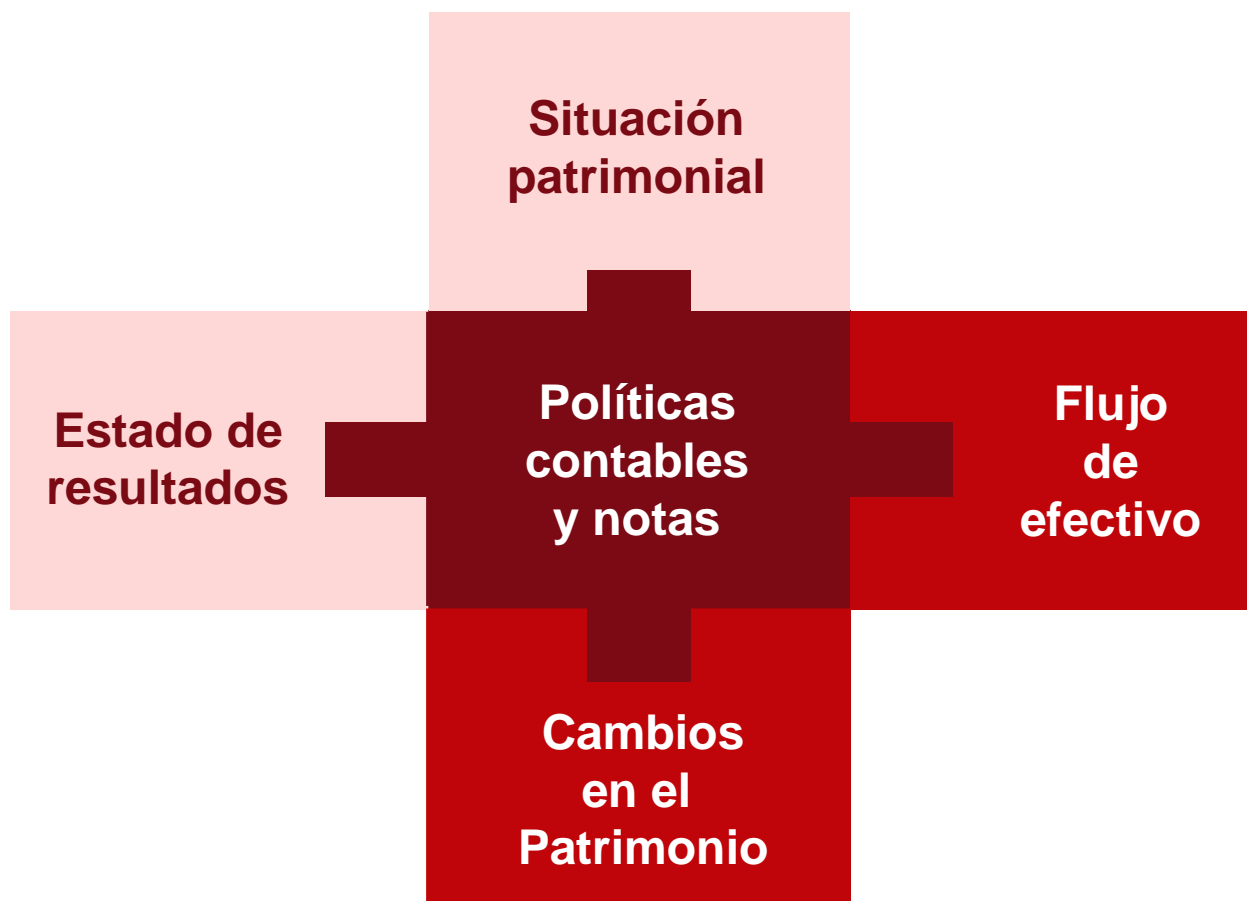 Situación
patrimonial
Estado de
resultados
Políticas
contables
y notas
Flujo
de
efectivo
Cambios
en el
Patrimonio